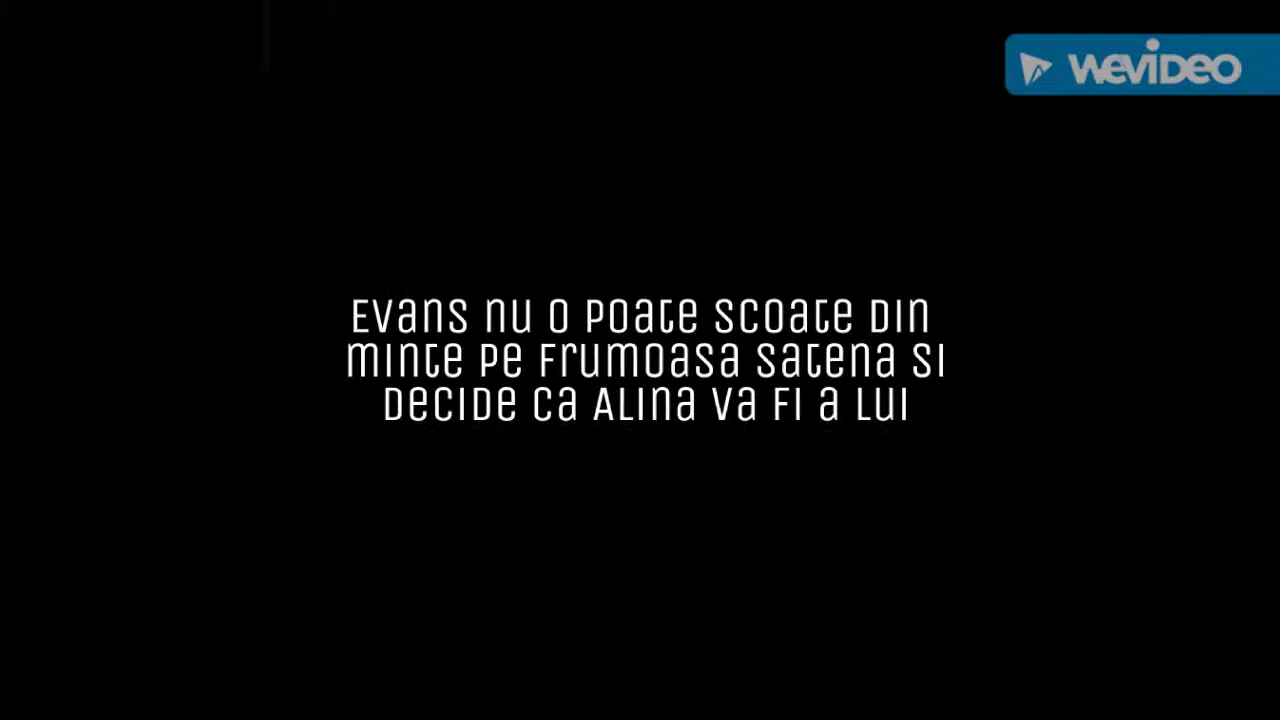 WeVideo
Evans nu o poate scoate din
minte pe frumoasa satena si
decide ca Alina va fi a lui